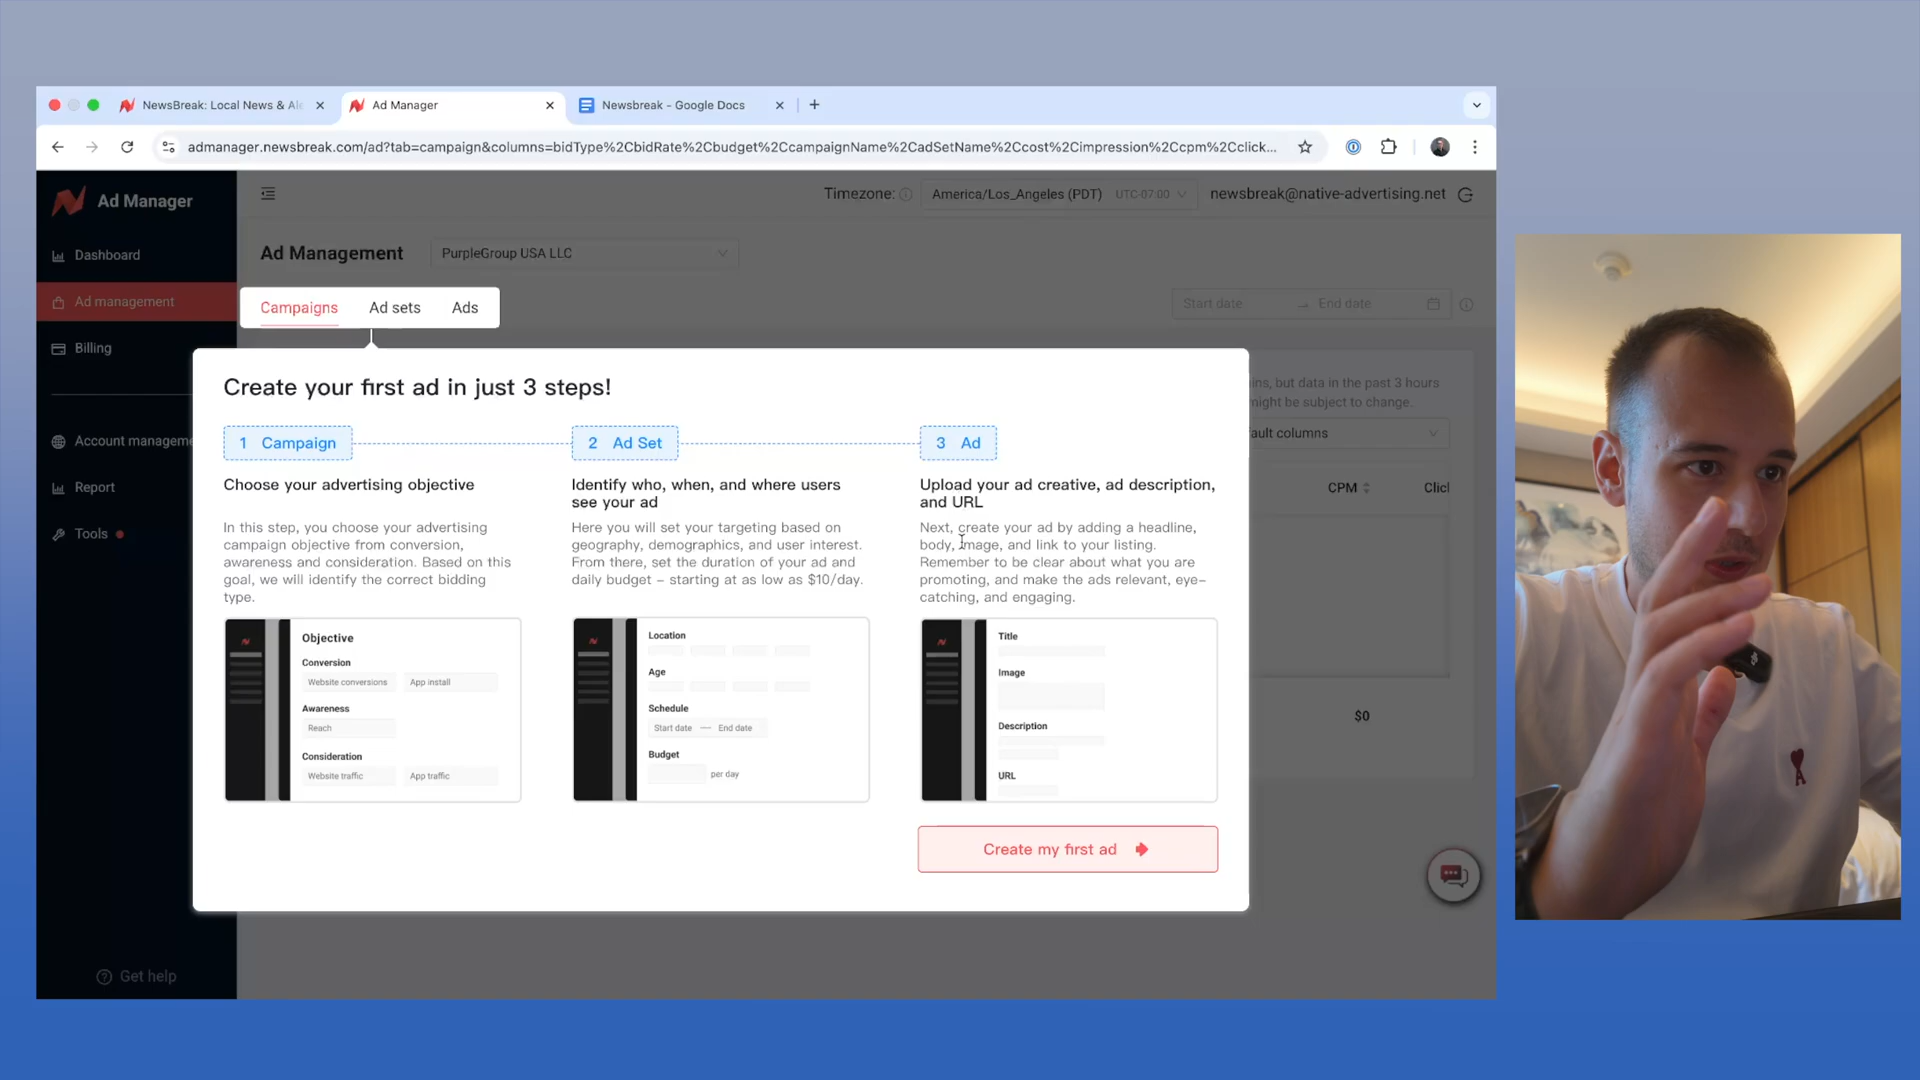 NewsBreak: Local News & Ale
Ad Manager
Newsbreak - Google Docs
admanager.newsbreak.com/ad?tab=campaign&columns=bidType%2CbidRate%2Cbudget%2CcampaignName%2CadSetName%2Ccost%2Cimpression%2Ccpm%2Cclick...
Ad Manager
Timezone:
America/Los_Angeles (PDT) UTC-07:00
newsbreak@native-advertising.net
Dashboard
Ad management
Billing
Account manageme
Report
Tools
Get help
Ad Management
PurpleGroup USA LLC
Campaigns
Ad sets
Ads
Start date
End date
ins, but data in the past 3 hours
might be subject to change.
fault columns
CPM
Clicl
$0
Create your first ad in just 3 steps!
1 Campaign
Choose your advertising objective
In this step, you choose your advertising
campaign objective from conversion,
awareness and consideration. Based on this
goal, we will identify the correct bidding
type.
Objective
Conversion
Website conversions
App install
Awareness
Reach
Consideration
Website traffic
App traffic
2 Ad Set
Identify who, when, and where users
see your ad
Here you will set your targeting based on
geography, demographics, and user interest.
From there, set the duration of your ad and
daily budget – starting at as low as $10/day.
Location
Age
Schedule
Start date — End date
Budget
per day
3 Ad
Upload your ad creative, ad description,
and URL
Next, create your ad by adding a headline,
body, image, and link to your listing.
Remember to be clear about what you are
promoting, and make the ads relevant, eye-
catching, and engaging.
Title
Image
Description
URL
Create my first ad